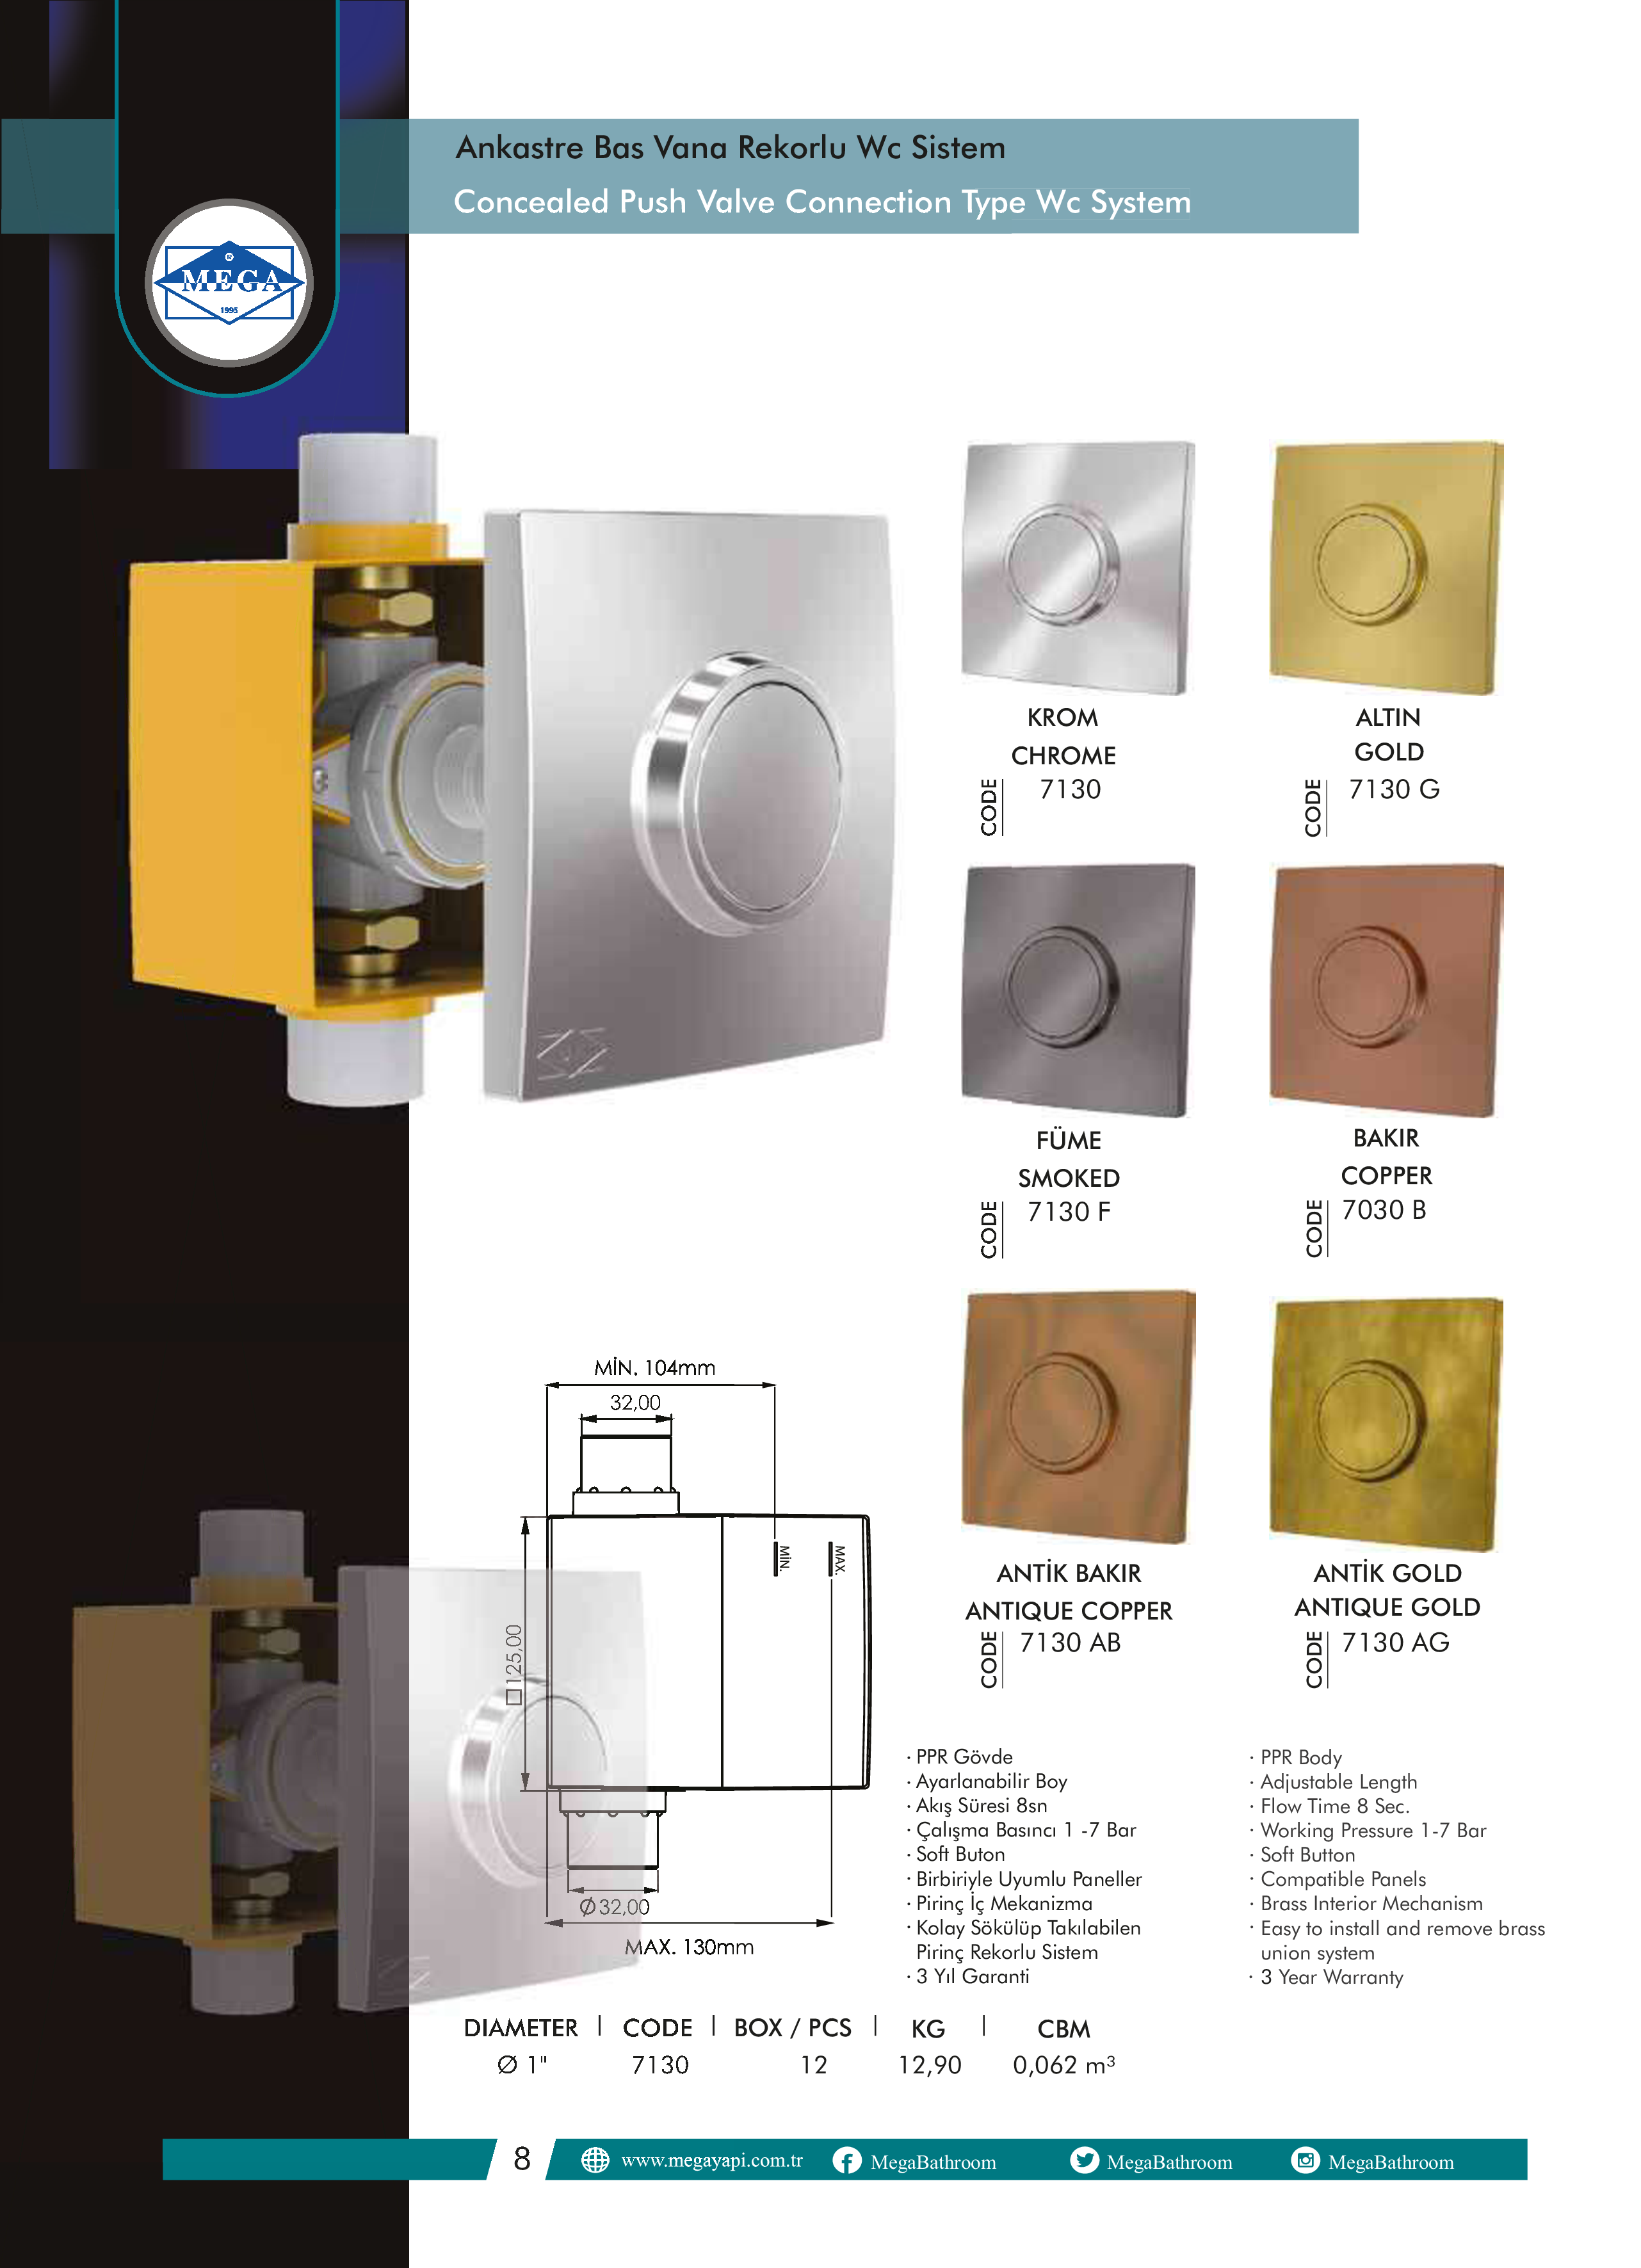 Ankastre Bas Vana Rekorlu Wc Sistem
Concealed Push Valve Connection Type Wc System
®
MEGA
1995
KROM
CHROME
CODE
7130
ALTIN
GOLD
CODE
7130 G
FÜME
SMOKED
CODE
7130 F
BAKIR
COPPER
CODE
7030 B
ANTİK BAKIR
ANTIQUE COPPER
CODE
7130 AB
ANTİK GOLD
ANTIQUE GOLD
CODE
7130 AG
MİN. 104mm
32,00
MİN.
MAX.
□125,00
Ø32,00
MAX. 130mm
· PPR Gövde
· Ayarlanabilir Boy
· Akış Süresi 8sn
· Çalışma Basıncı 1 -7 Bar
· Soft Buton
· Birbiriyle Uyumlu Paneller
· Pirinç İç Mekanizma
· Kolay Sökülüp Takılabilen
Pirinç Rekorlu Sistem
· 3 Yıl Garanti
· PPR Body
· Adjustable Length
· Flow Time 8 Sec.
· Working Pressure 1-7 Bar
· Soft Button
· Compatible Panels
· Brass Interior Mechanism
· Easy to install and remove brass
union system
· 3 Year Warranty
DIAMETER | CODE | BOX / PCS | KG | CBM
Ø 1" 7130 12 12,90 0,062 m³
8 www.megayapi.com.tr MegaBathroom MegaBathroom MegaBathroom